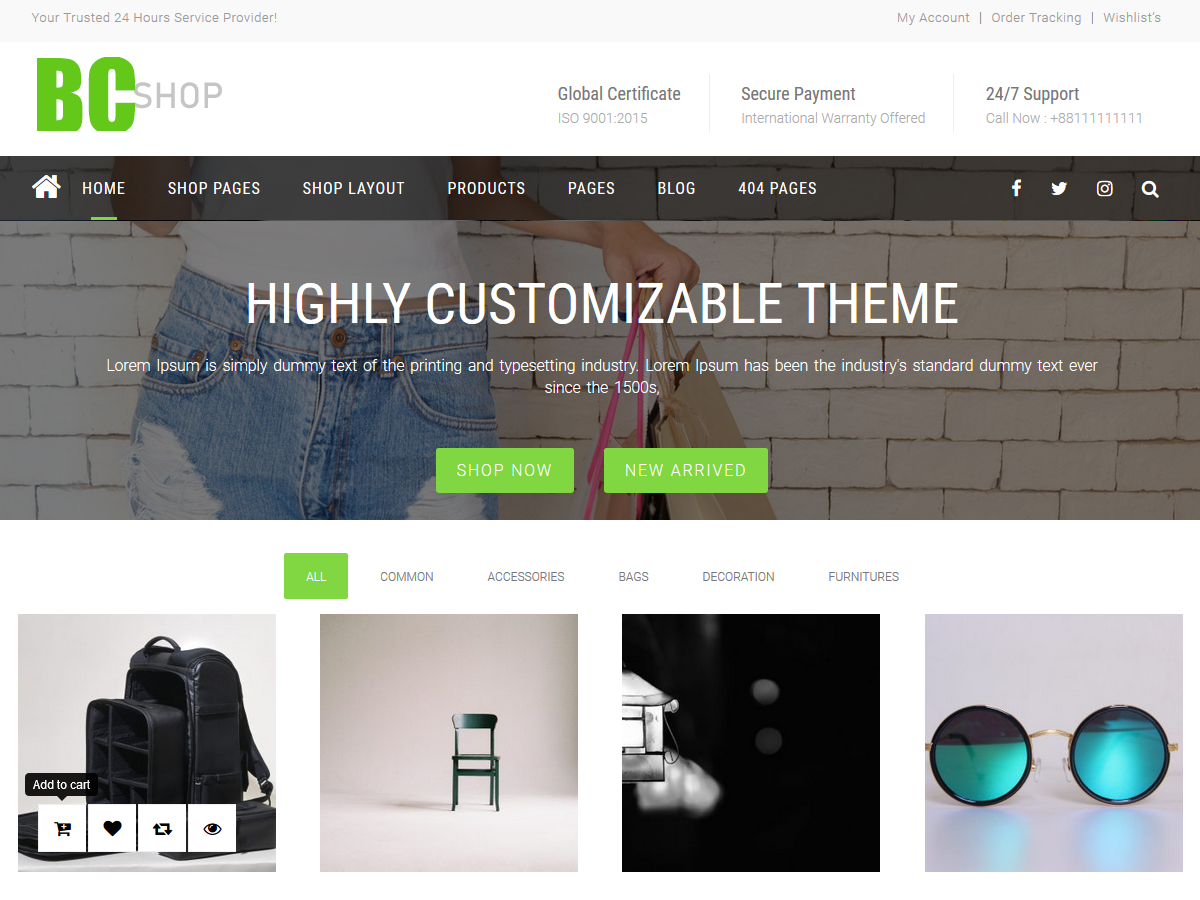 Your Trusted 24 Hours Service Provider!
My Account | Order Tracking | Wishlist's
BC SHOP
Global Certificate
ISO 9001:2015
Secure Payment
International Warranty Offered
24/7 Support
Call Now : +88111111111
HOME SHOP PAGES SHOP LAYOUT PRODUCTS PAGES BLOG 404 PAGES
HIGHLY CUSTOMIZABLE THEME
Lorem Ipsum is simply dummy text of the printing and typesetting industry. Lorem Ipsum has been the industry's standard dummy text ever
since the 1500s,
SHOP NOW NEW ARRIVED
ALL COMMON ACCESSORIES BAGS DECORATION FURNITURES
Add to cart